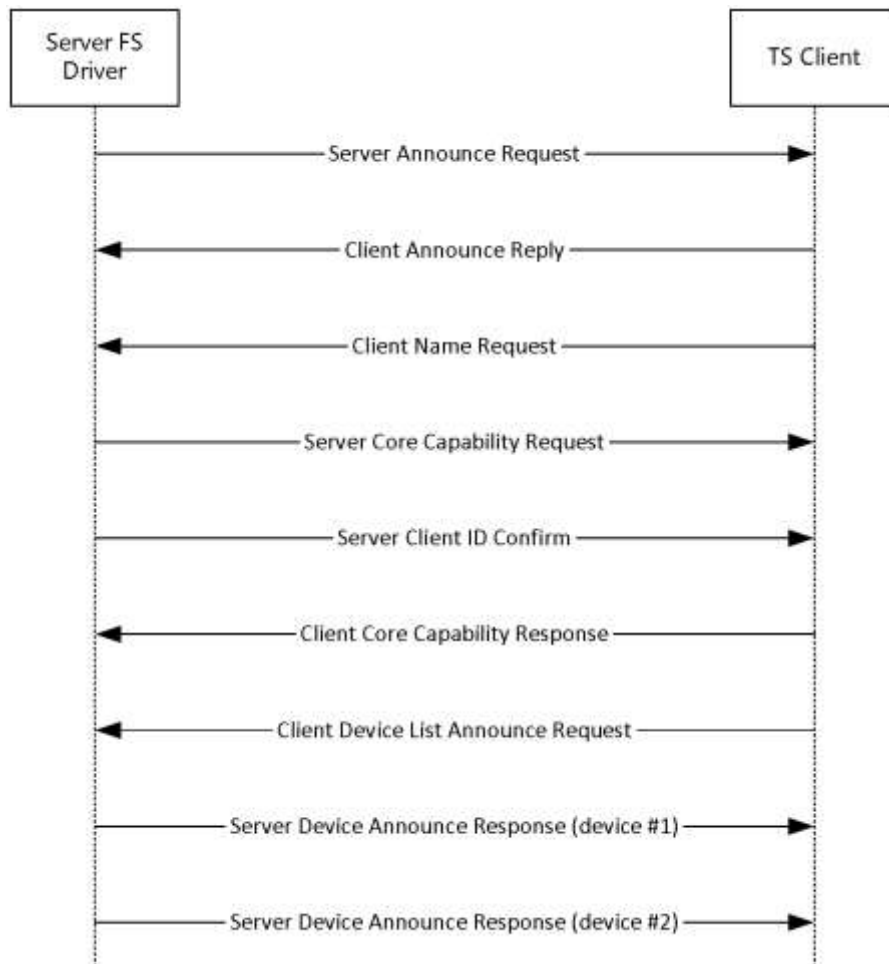 Server FS
Driver
TS Client
Server Announce Request
Client Announce Reply
Client Name Request
Server Core Capability Request
Server Client ID Confirm
Client Core Capability Response
Client Device List Announce Request
Server Device Announce Response (device #1)
Server Device Announce Response (device #2)